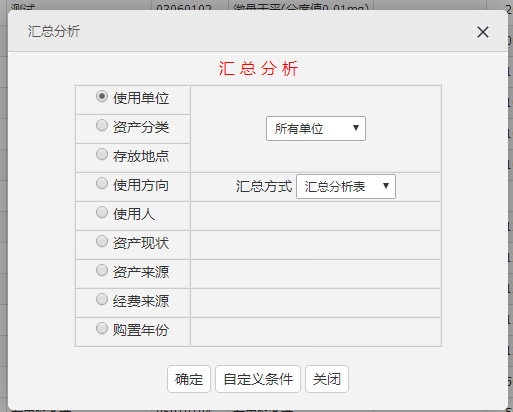 测试 03060102 微量天平(分度值0.01mg) 2
汇总分析
汇 总 分 析
使用单位
资产分类 所有单位
存放地点
使用方向 汇总方式 汇总分析表
使用人
资产现状
资产来源
经费来源
购置年份
确定 自定义条件 关闭